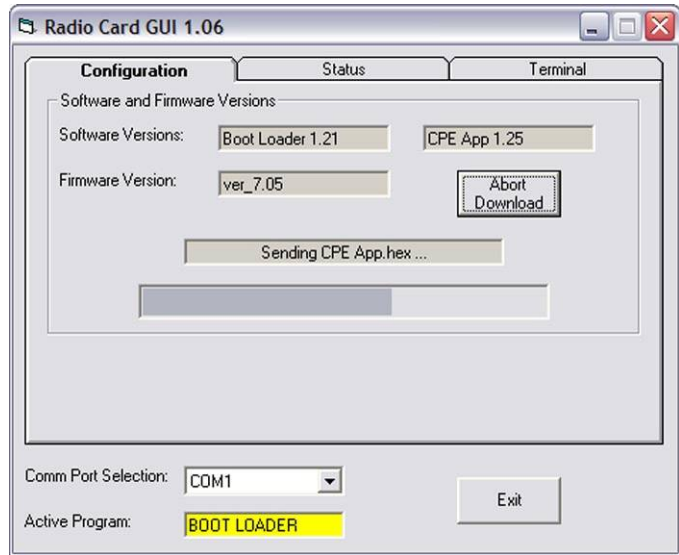 Radio Card GUI 1.06
Configuration Status Terminal
Software and Firmware Versions
Software Versions: Boot Loader 1.21 CPE App 1.25
Firmware Version: ver_7.05
Abort
Download
Sending CPE App.hex ...
Comm Port Selection: COM1
Exit
Active Program: BOOT LOADER